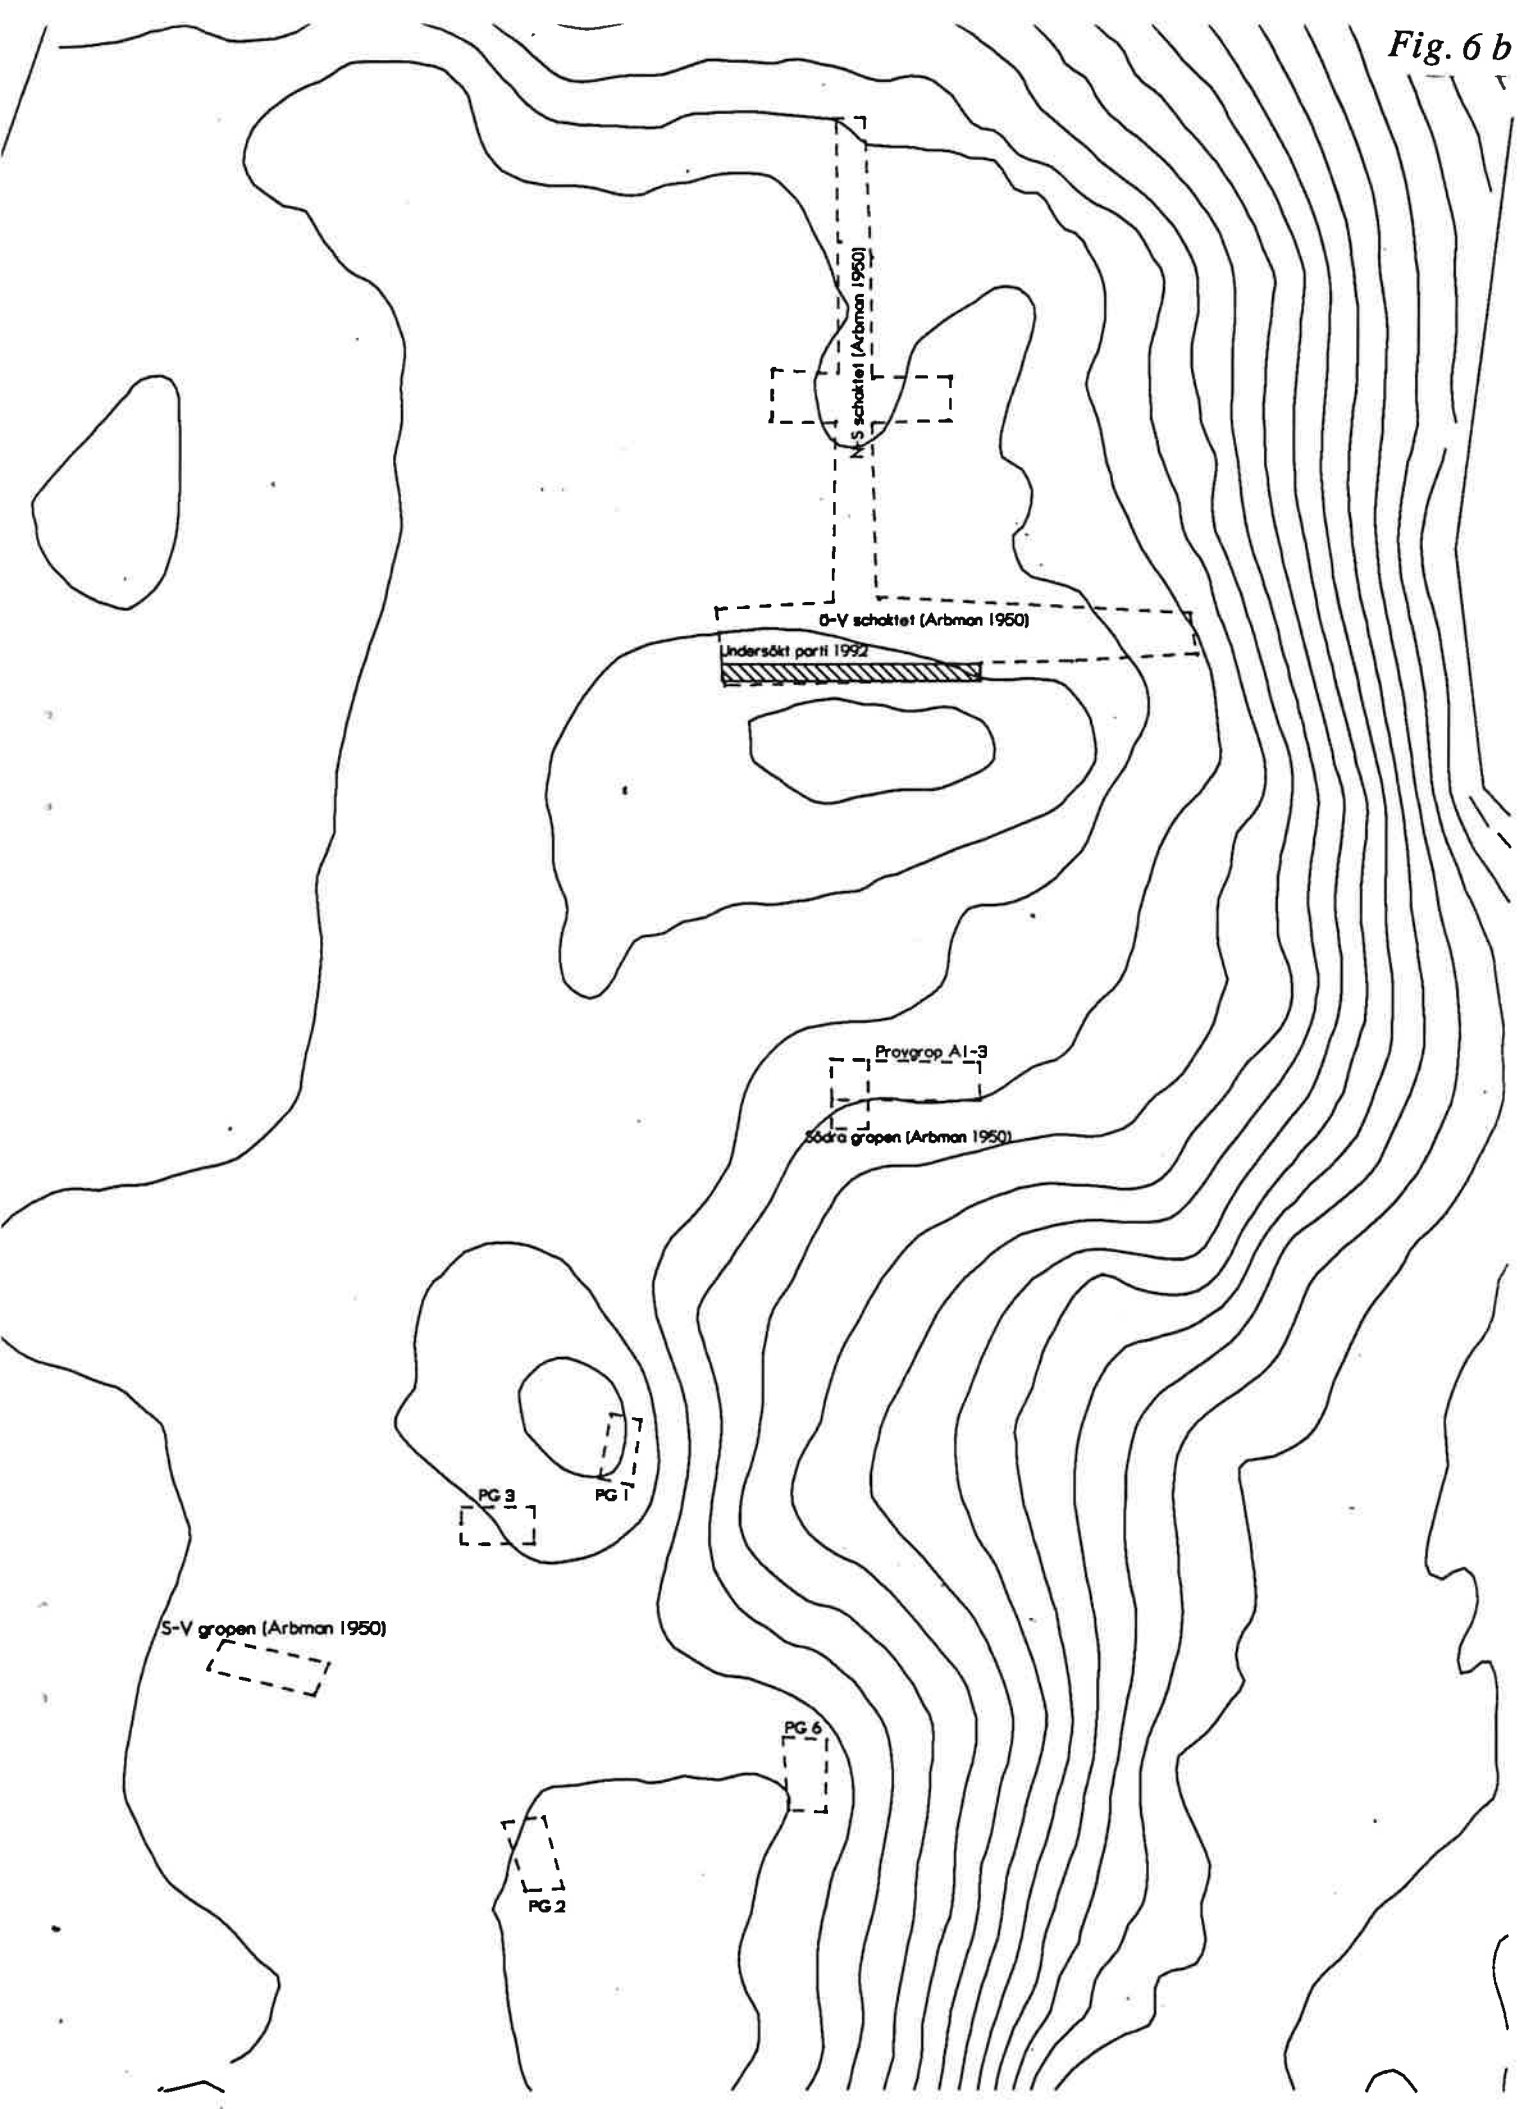 Fig. 6 b
N-S schaktet (Arbman 1950)
Ö-V schaktet (Arbman 1950)
Undersökt parti 1992
Provgrop A1-3
Södra gropen (Arbman 1950)
PG 3
PG 1
S-V gropen (Arbman 1950)
PG 6
PG 2